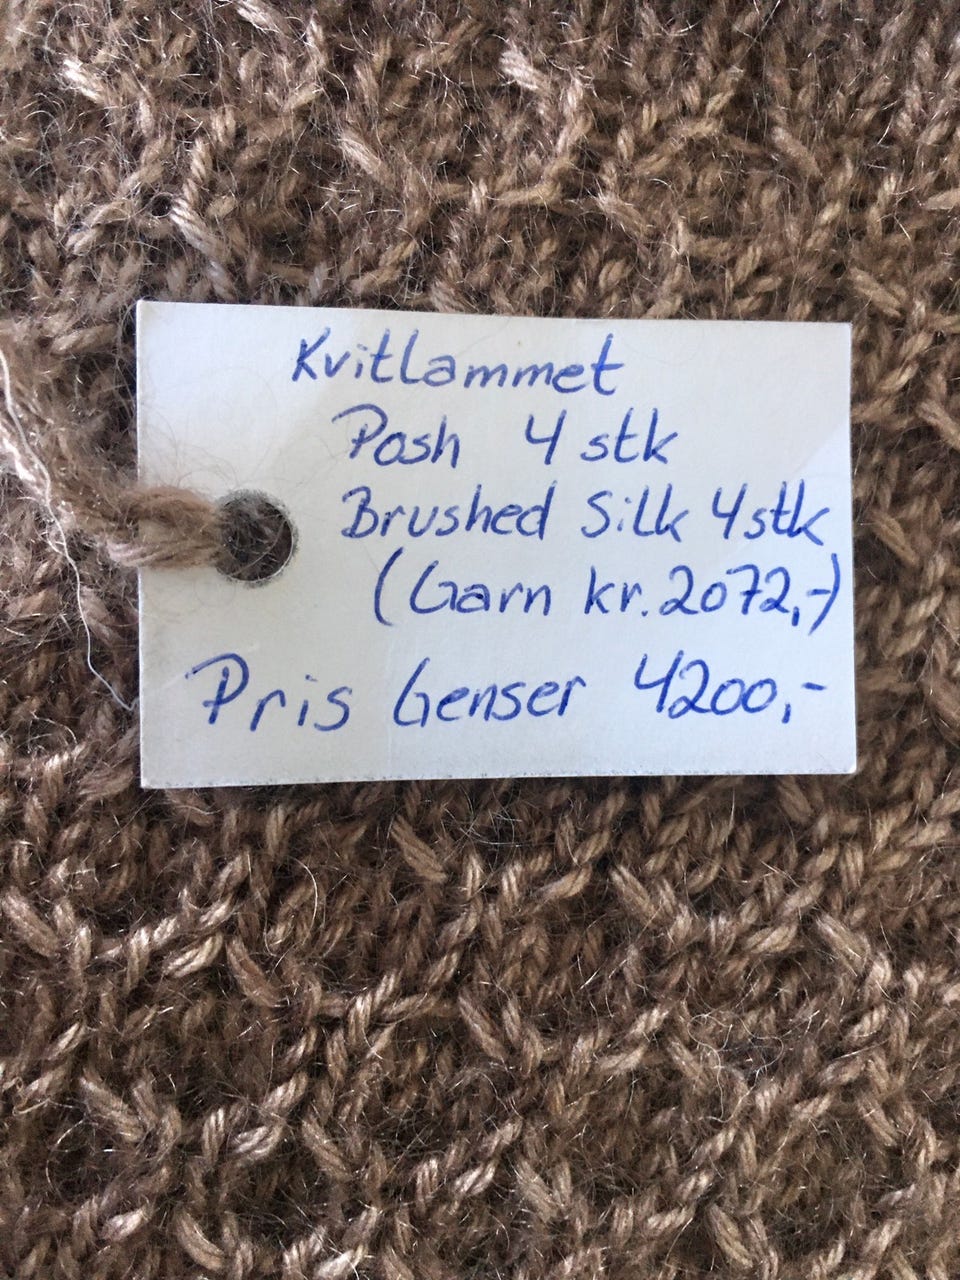 Kvitlammet
Posh 4 stk
Brushed Silk 4stk
(Garn kr. 2072,-)
Pris Genser 4200,-